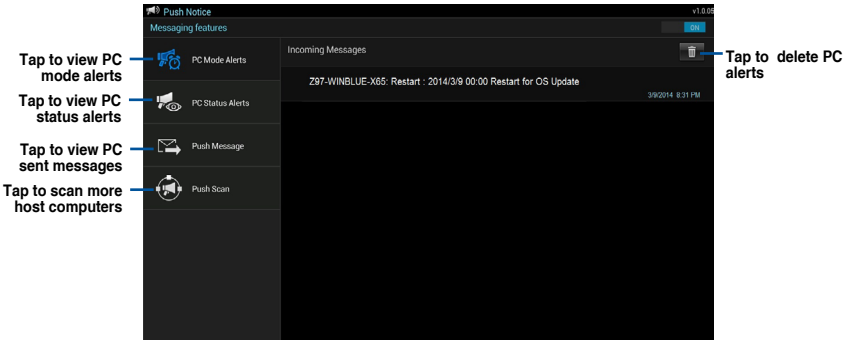 Push Notice
v1.0.05
Messaging features
ON
Tap to view PC
mode alerts
PC Mode Alerts
Incoming Messages
Tap to delete PC
alerts
Z97-WINBLUE-X65: Restart : 2014/3/9 00:00 Restart for OS Update
3/9/2014 8:31 PM
Tap to view PC
status alerts
PC Status Alerts
Tap to view PC
sent messages
Push Message
Tap to scan more
host computers
Push Scan